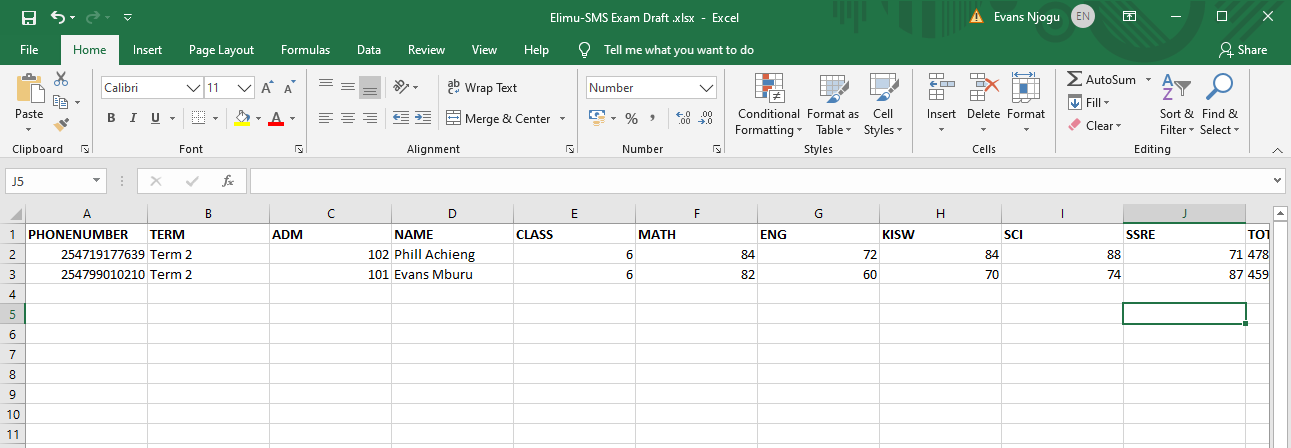 Elimu-SMS Exam Draft .xlsx - Excel
Evans Njogu EN
File Home Insert Page Layout Formulas Data Review View Help Tell me what you want to do Share
Calibri 11 A A ab Wrap Text Number AutoSum
Paste B I U A Merge & Center % , Conditional Formatting Format as Table Cell Styles Insert Delete Format Fill Clear Sort & Filter Find & Select
Clipboard Font Alignment Number Styles Cells Editing
J5 fx
A B C D E F G H I J
1 PHONENUMBER TERM ADM NAME CLASS MATH ENG KISW SCI SSRE TOT
2 254719177639 Term 2 102 Phill Achieng 6 84 72 84 88 71 478
3 254799010210 Term 2 101 Evans Mburu 6 82 60 70 74 87 459
4
5
6
7
8
9
10
11